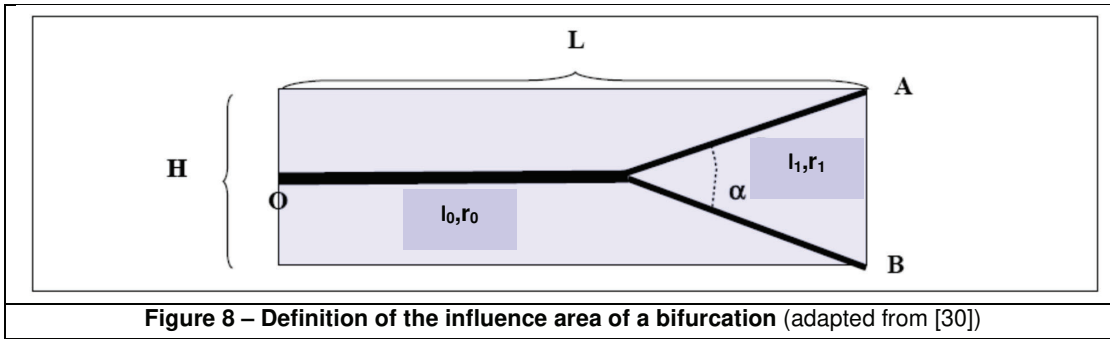 L
A
H
l₁,r₁
α
O
l₀,r₀
B
Figure 8 – Definition of the influence area of a bifurcation (adapted from [30])